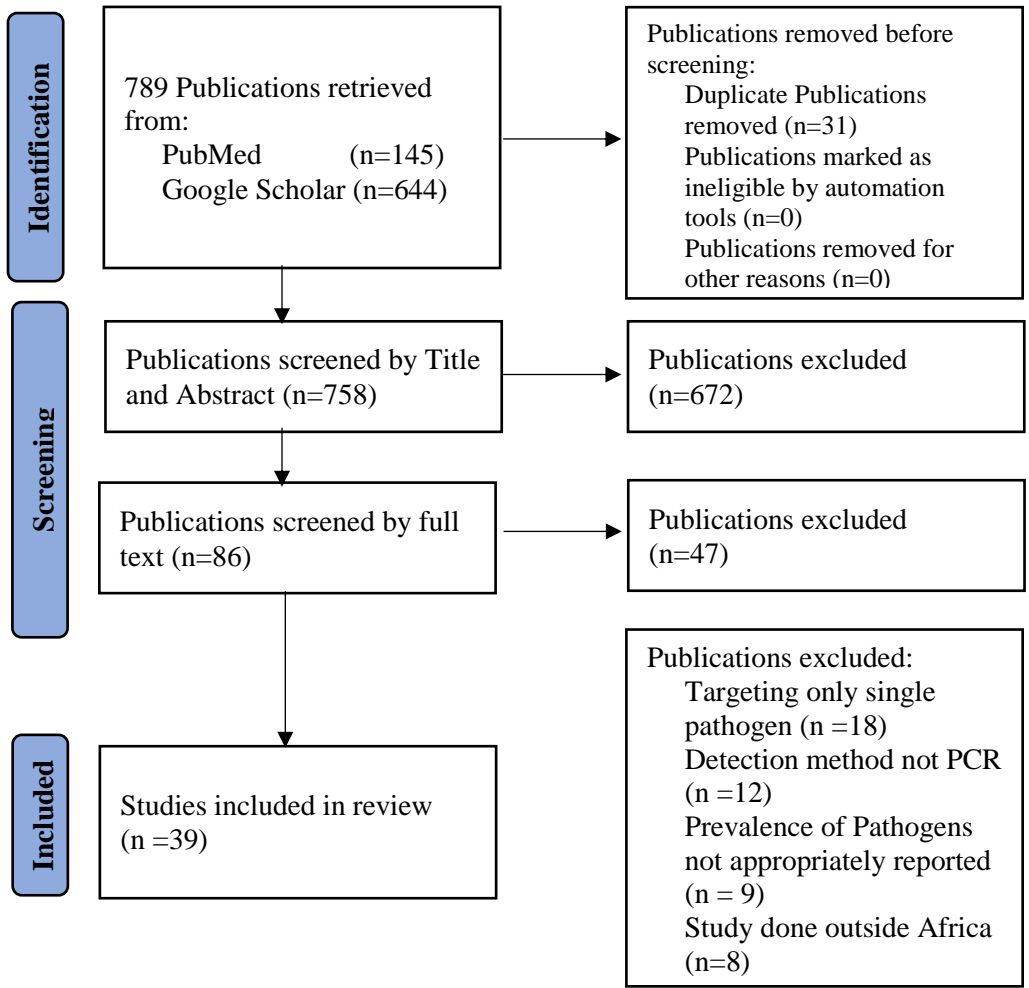 Identification
789 Publications retrieved
from:
PubMed (n=145)
Google Scholar (n=644)
Publications removed before
screening:
Duplicate Publications
removed (n=31)
Publications marked as
ineligible by automation
tools (n=0)
Publications removed for
other reasons (n=0)
Screening
Publications screened by Title
and Abstract (n=758)
Publications excluded
(n=672)
Publications screened by full
text (n=86)
Publications excluded
(n=47)
Included
Studies included in review
(n =39)
Publications excluded:
Targeting only single
pathogen (n =18)
Detection method not PCR
(n =12)
Prevalence of Pathogens
not appropriately reported
(n = 9)
Study done outside Africa
(n=8)